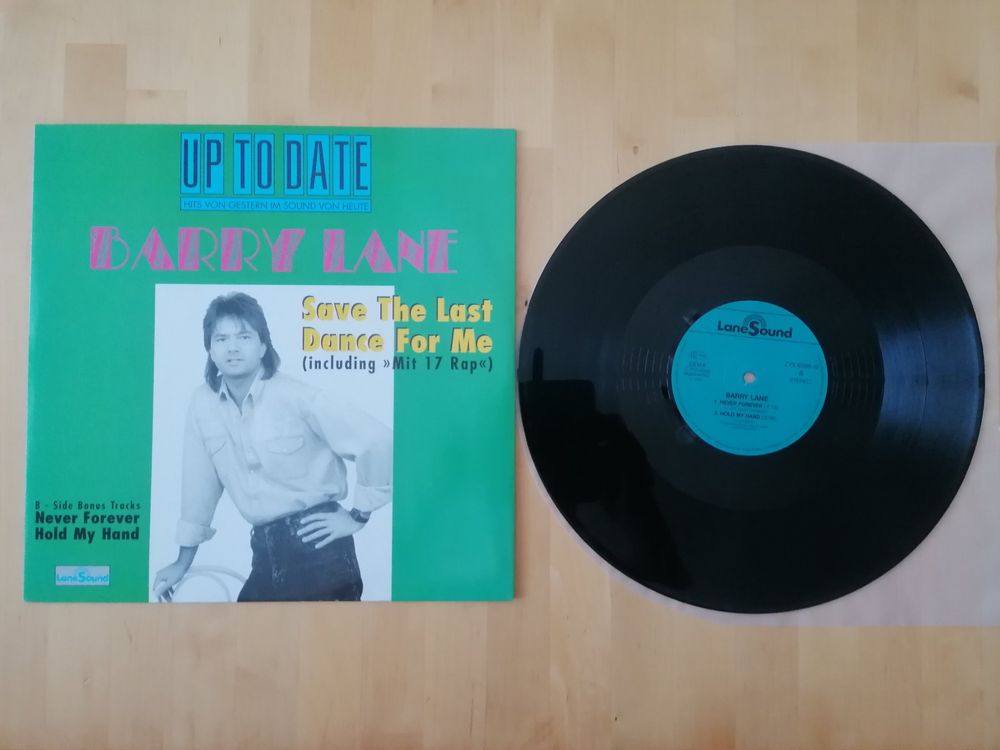 UP TO DATE
HITS VON GESTERN IM SOUND VON HEUTE
BARRY LANE
Save The Last
Dance For Me
(including »Mit 17 Rap«)
B - Side Bonus Tracks
Never Forever
Hold My Hand
LaneSound
LaneSound
GEMA
B
STEREO
BARRY LANE
1. NEVER FOREVER
2. HOLD MY HAND